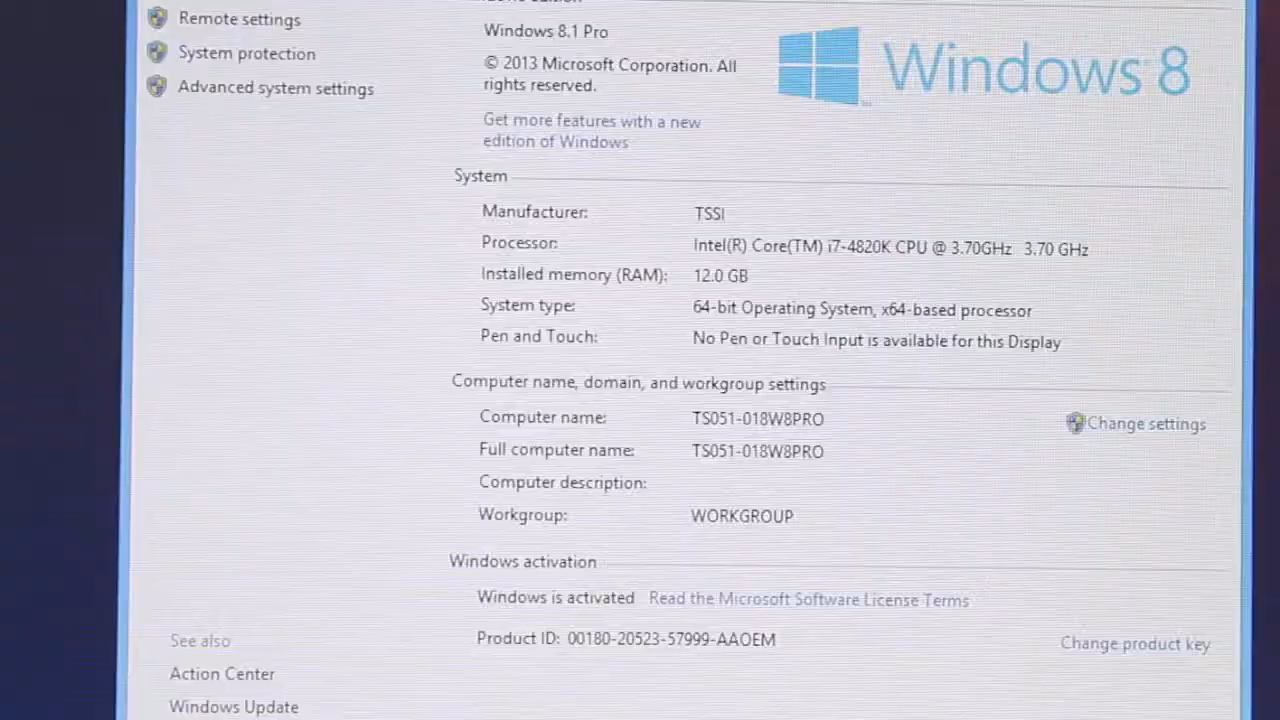 Remote settings
System protection
Advanced system settings
Windows 8.1 Pro
© 2013 Microsoft Corporation. All
rights reserved.
Get more features with a new
edition of Windows
Windows 8
System
Manufacturer: TSSI
Processor: Intel(R) Core(TM) i7-4820K CPU @ 3.70GHz 3.70 GHz
Installed memory (RAM): 12.0 GB
System type: 64-bit Operating System, x64-based processor
Pen and Touch: No Pen or Touch Input is available for this Display
Computer name, domain, and workgroup settings
Computer name: TS051-018W8PRO
Change settings
Full computer name: TS051-018W8PRO
Computer description:
Workgroup: WORKGROUP
Windows activation
Windows is activated Read the Microsoft Software License Terms
Product ID: 00180-20523-57999-AAOEM
Change product key
See also
Action Center
Windows Update